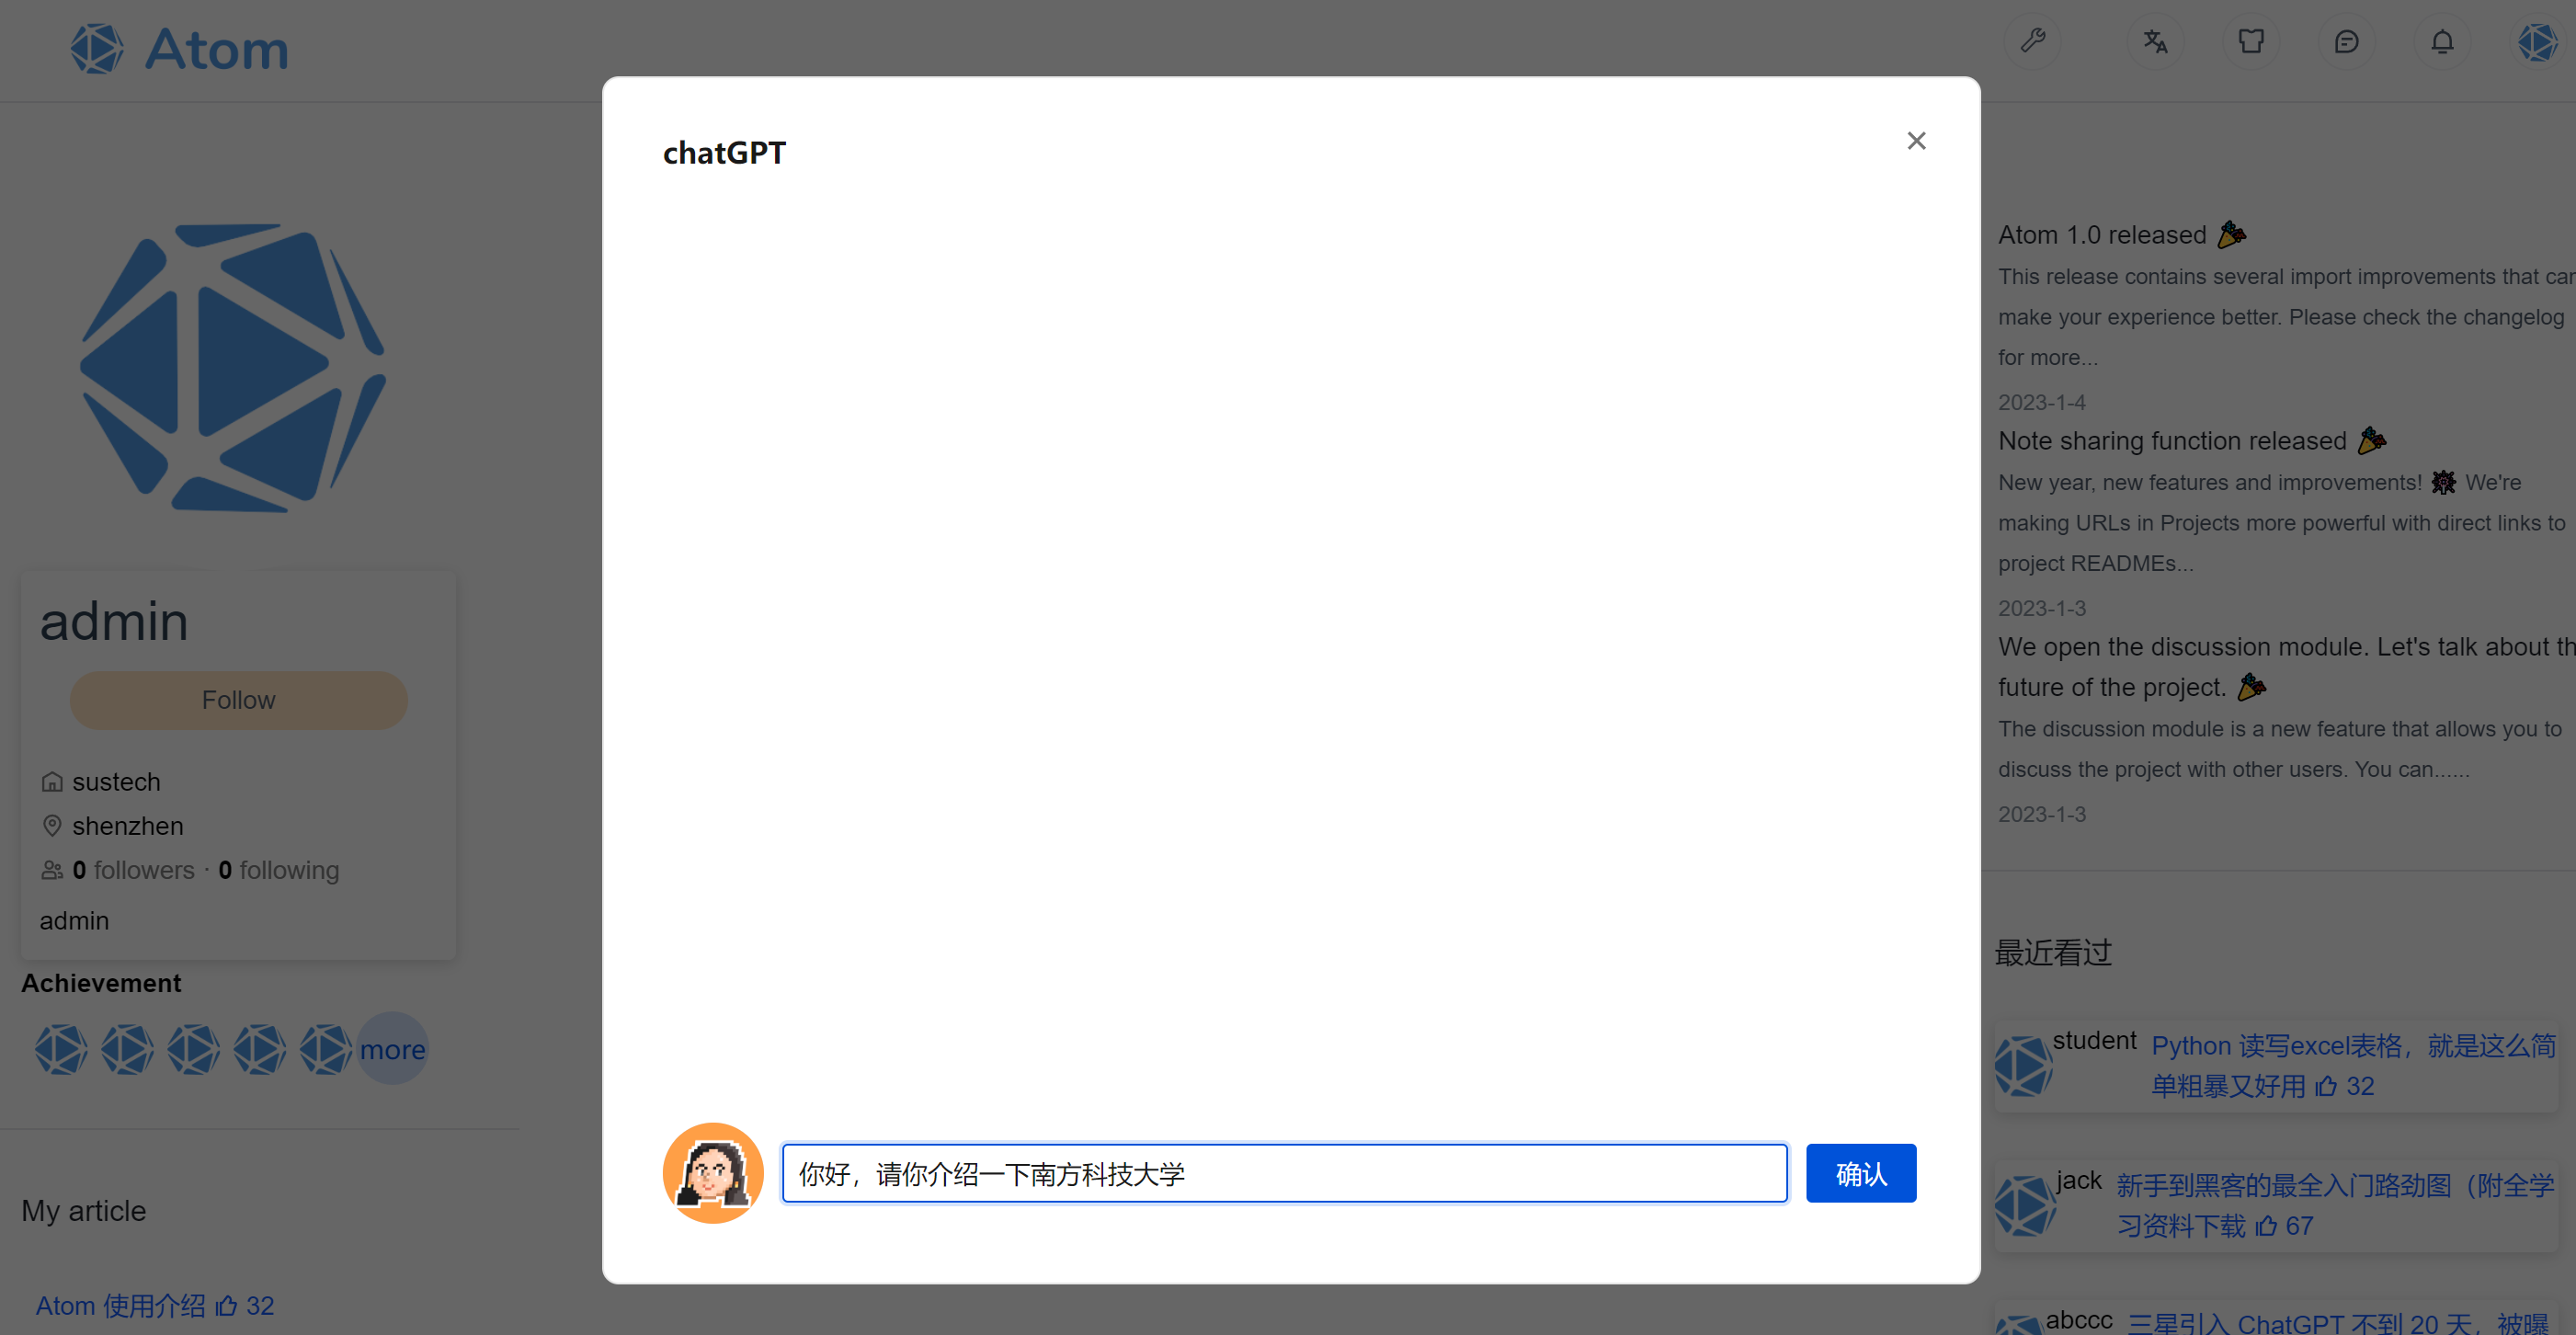 Atom
chatGPT
你好，请你介绍一下南方科技大学
确认
admin
Follow
sustech
shenzhen
0 followers · 0 following
admin
Achievement
more
My article
Atom 使用介绍 32
Atom 1.0 released 🎉
This release contains several import improvements that can
make your experience better. Please check the changelog
for more...
2023-1-4
Note sharing function released 🎉
New year, new features and improvements! We're
making URLs in Projects more powerful with direct links to
project READMEs...
2023-1-3
We open the discussion module. Let's talk about th
future of the project. 🎉
The discussion module is a new feature that allows you to
discuss the project with other users. You can......
2023-1-3
最近看过
student Python 读写excel表格，就是这么简
单粗暴又好用 32
jack 新手到黑客的最全入门路劲图（附全学
习资料下载 67
abccc 三星引入 ChatGPT 不到 20 天，被曝